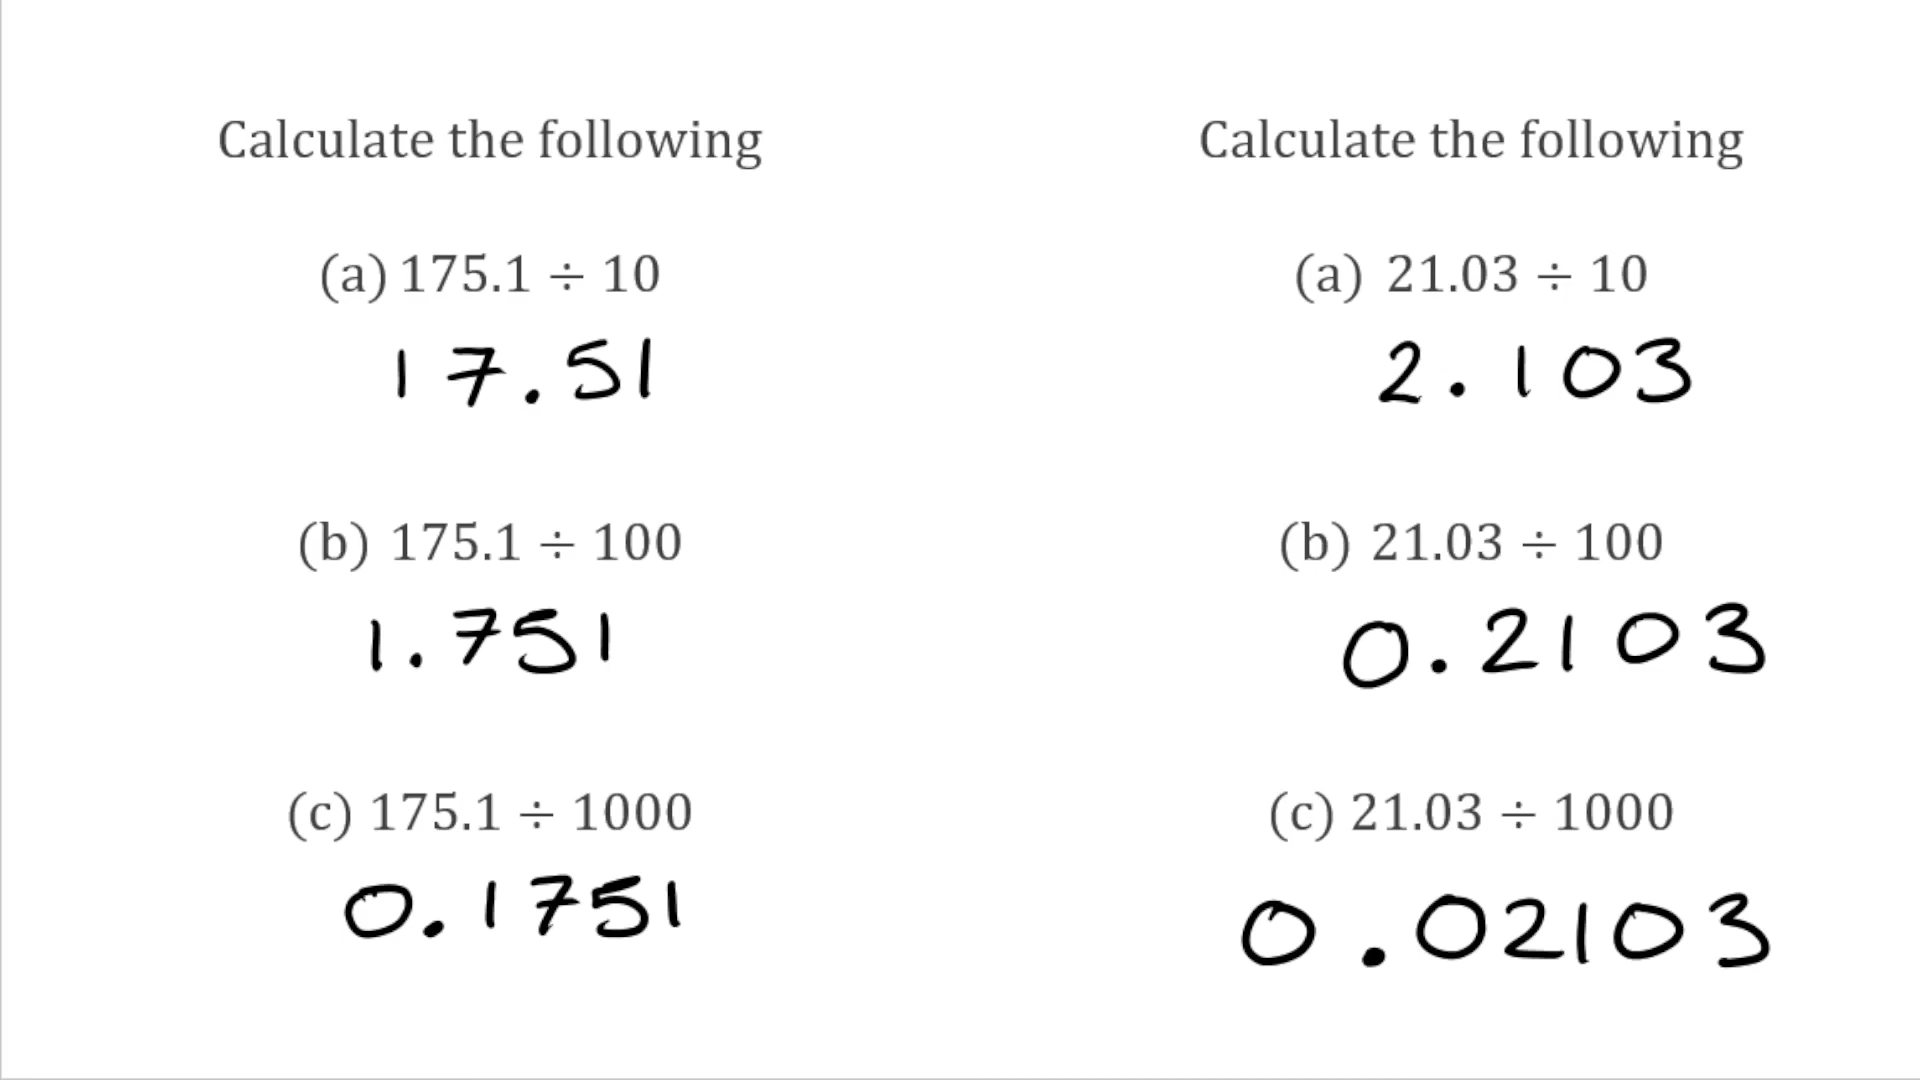 Calculate the following
(a) 175.1 ÷ 10
17.51
(b) 175.1 ÷ 100
1.751
(c) 175.1 ÷ 1000
0.1751
Calculate the following
(a) 21.03 ÷ 10
2.103
(b) 21.03 ÷ 100
0.2103
(c) 21.03 ÷ 1000
0.02103